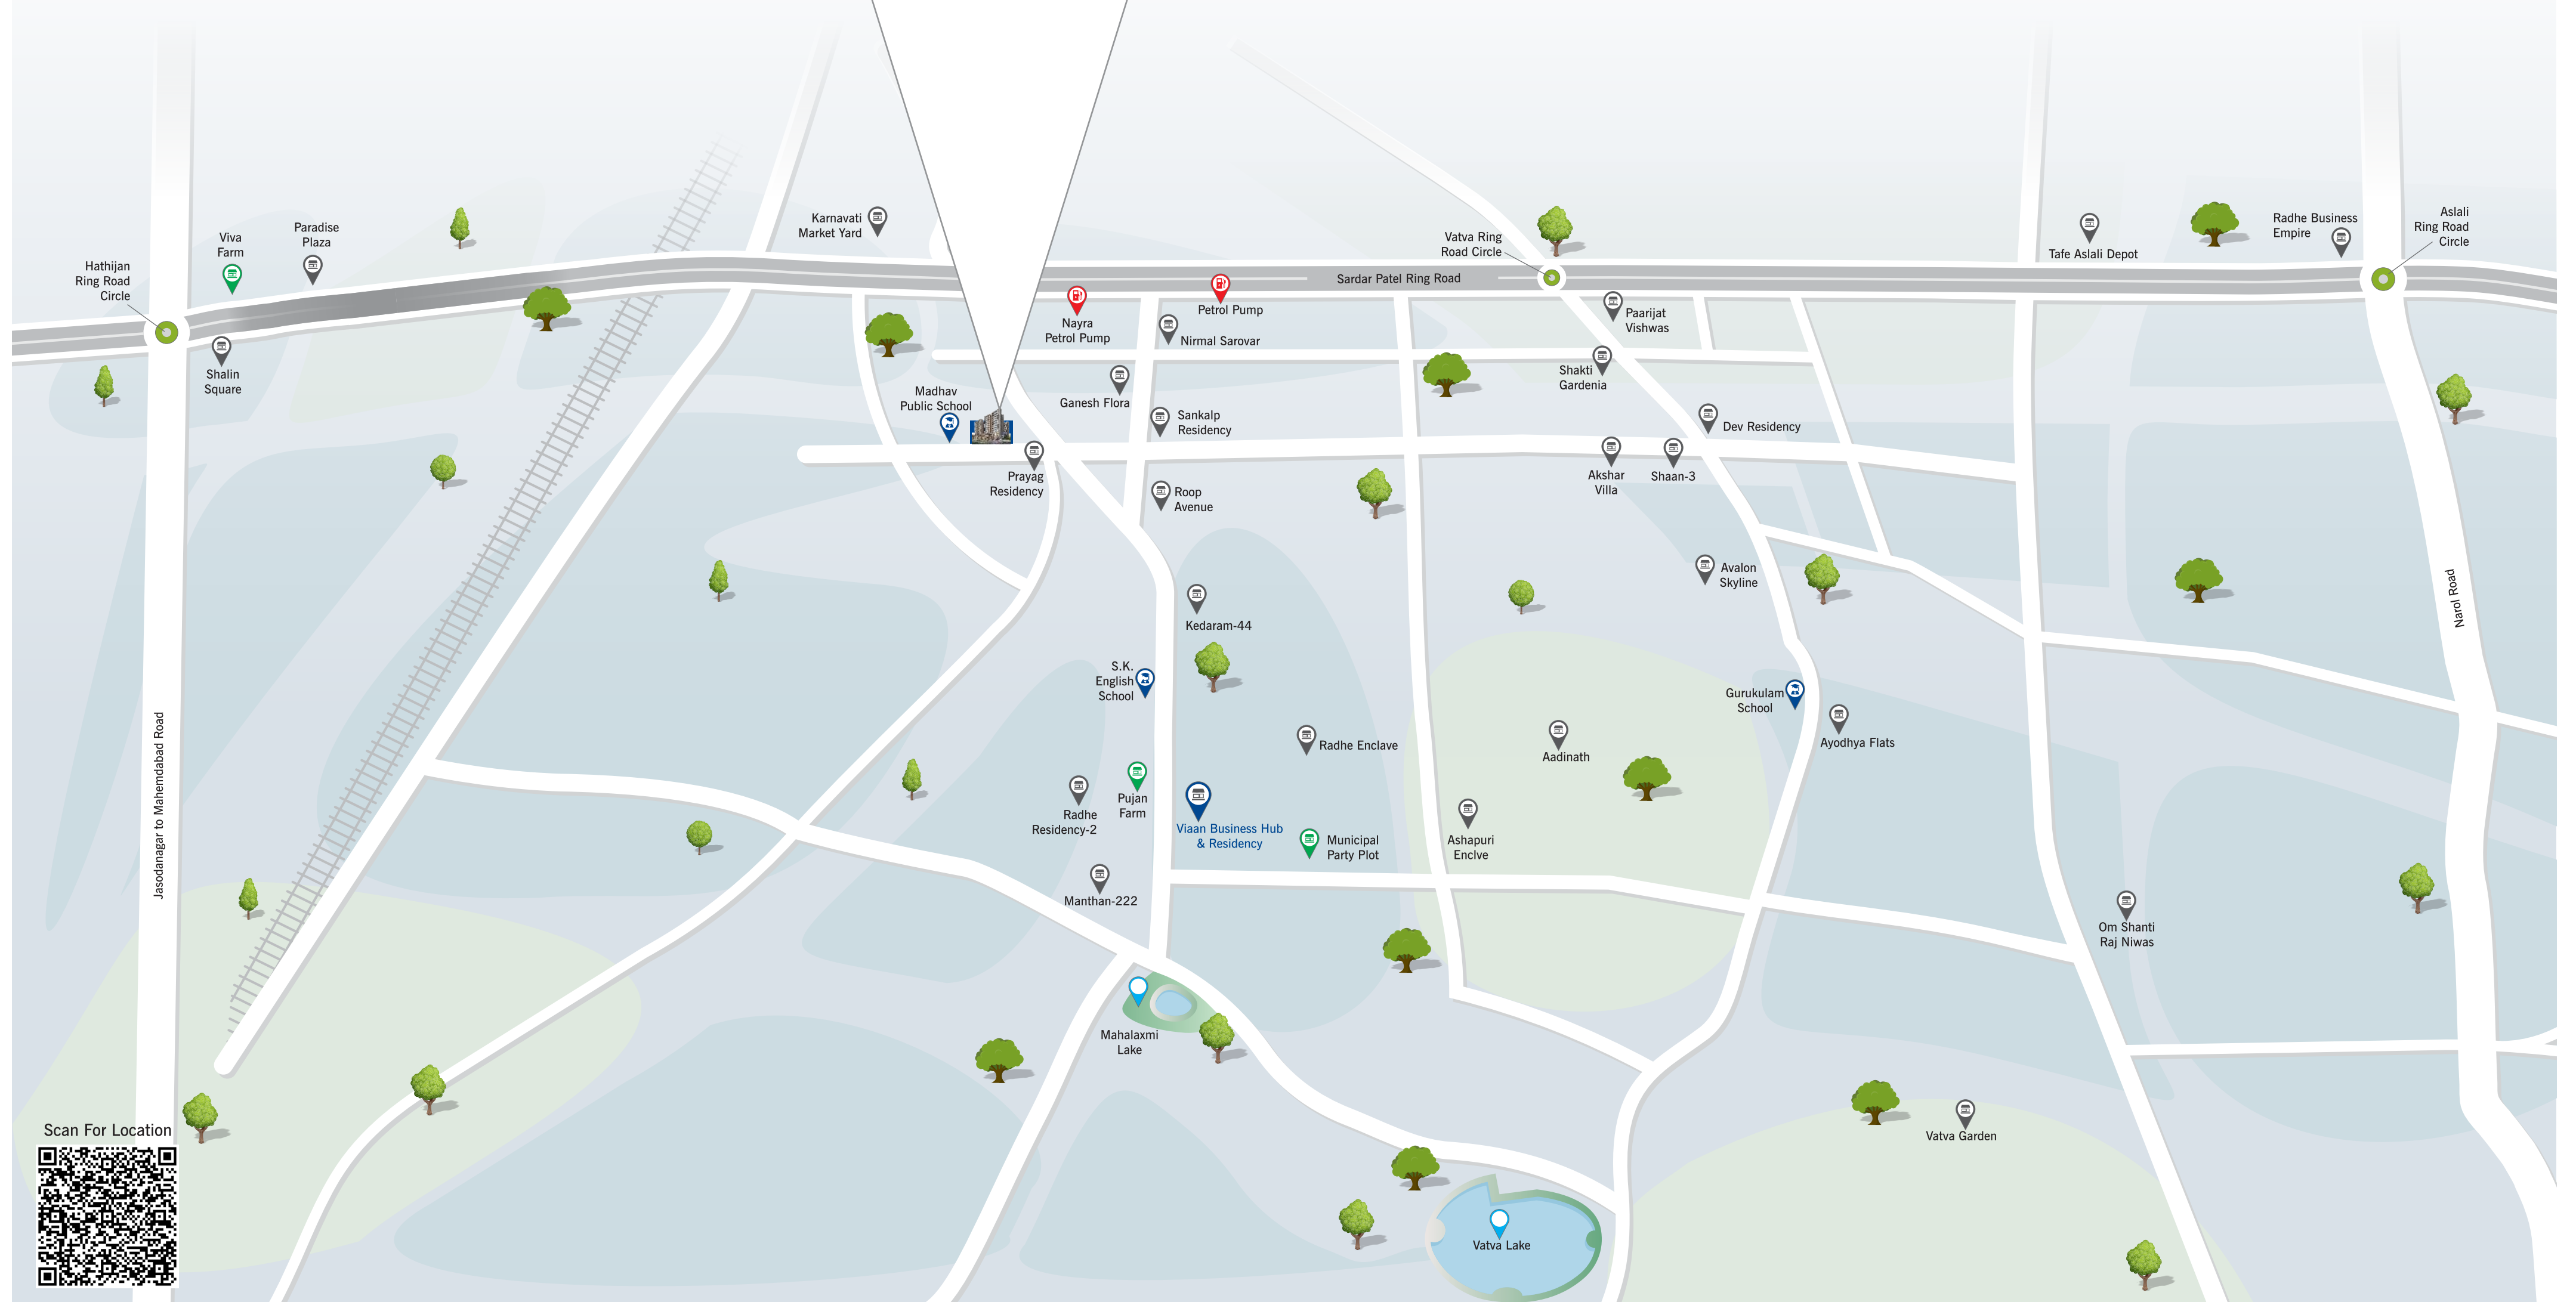 Karnavati
Market Yard
Viva
Farm
Paradise
Plaza
Hathijan
Ring Road
Circle
Shalin
Square
Vatva Ring
Road Circle
Sardar Patel Ring Road
Tafe Aslali Depot
Radhe Business
Empire
Aslali
Ring Road
Circle
Nayra
Petrol Pump
Petrol Pump
Nirmal Sarovar
Paarijat
Vishwas
Shakti
Gardenia
Madhav
Public School
Ganesh Flora
Sankalp
Residency
Dev Residency
Prayag
Residency
Akshar
Villa
Shaan-3
Roop
Avenue
Avalon
Skyline
Narol Road
Kedaram-44
S.K.
English
School
Gurukulam
School
Radhe Enclave
Aadinath
Ayodhya Flats
Jasodanagar to Mahemdabad Road
Radhe
Residency-2
Pujan
Farm
Viaan Business Hub
& Residency
Municipal
Party Plot
Ashapuri
Enclve
Manthan-222
Om Shanti
Raj Niwas
Mahalaxmi
Lake
Scan For Location
Vatva Garden
Vatva Lake